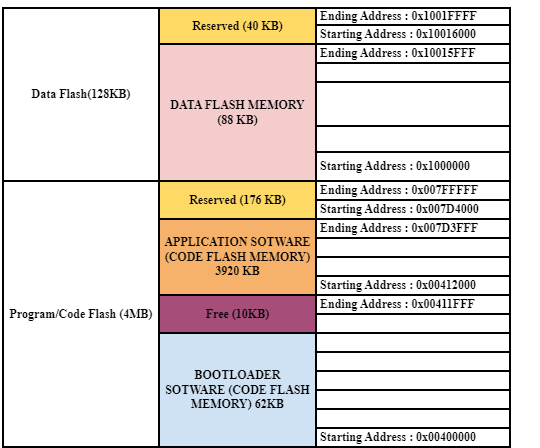 Data Flash(128KB)
Reserved (40 KB)
Ending Address : 0x1001FFFF
Starting Address : 0x10016000
DATA FLASH MEMORY
(88 KB)
Ending Address : 0x10015FFF
Starting Address : 0x1000000
Program/Code Flash (4MB)
Reserved (176 KB)
Ending Address : 0x007FFFFF
Starting Address : 0x007D4000
APPLICATION SOTWARE
(CODE FLASH MEMORY)
3920 KB
Ending Address : 0x007D3FFF
Starting Address : 0x00412000
Free (10KB)
Ending Address : 0x00411FFF
BOOTLOADER
SOTWARE (CODE FLASH
MEMORY) 62KB
Starting Address : 0x00400000